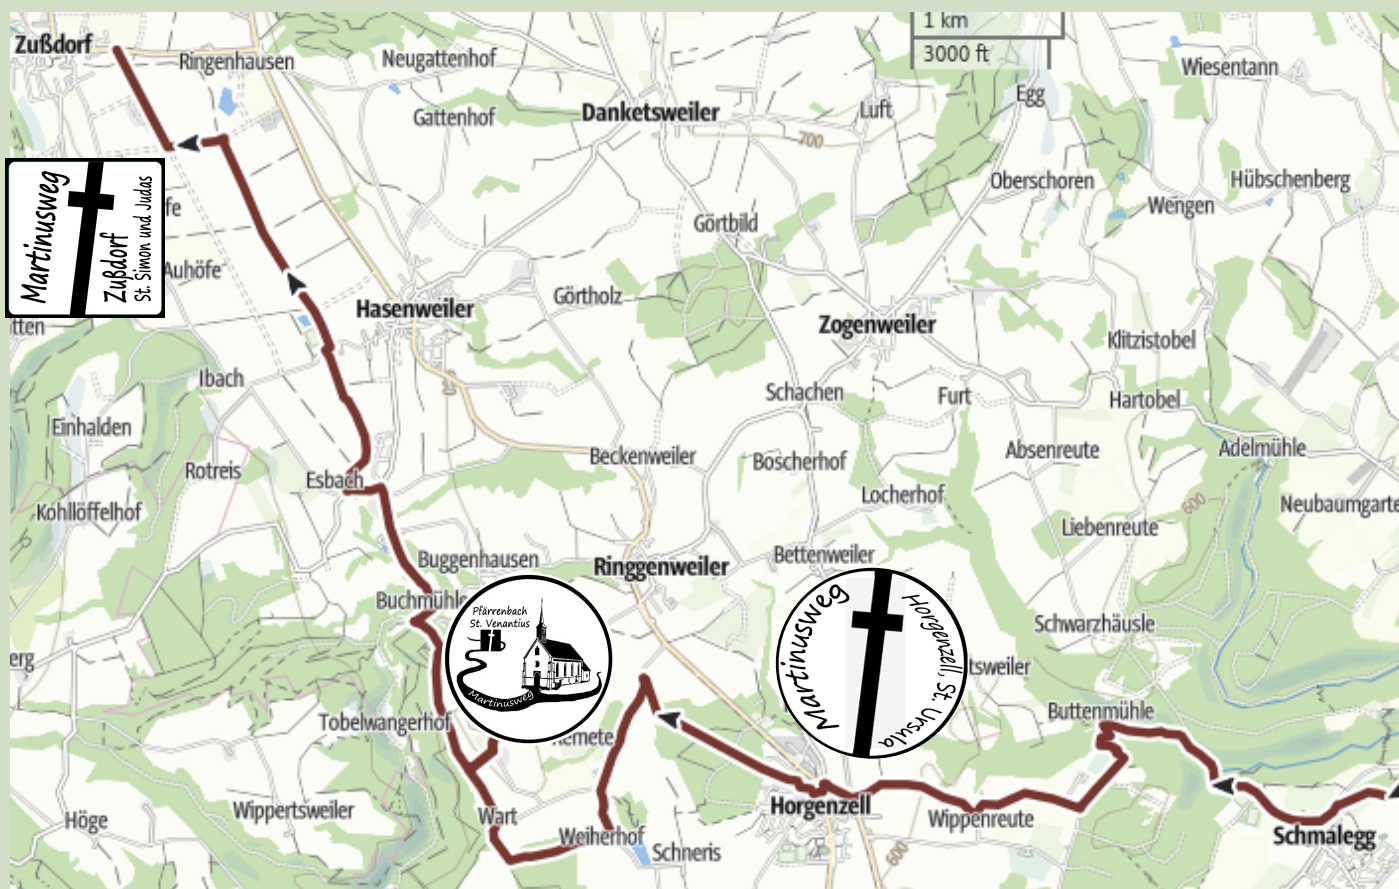 1 km
3000 ft
Zußdorf
Ringenhausen
Neugattenhof
Wiesentann
Egg
Gattenhof
Danketsweiler
Luft
700
Oberschoren
Hübschenberg
Wengen
Martinusweg
Zußdorf
St. Simon und Judas
fe
Görtbild
Auhöfe
Görtholz
Hasenweiler
Zogenweiler
tten
Klitzistobel
Ibach
Schachen
Furt
Hartobel
Einhalden
Beckenweiler
Boscherhof
Absenreute
Adelmühle
Rotreis
Esbach
Locherhof
600
Neubaumgarte
Kohllöffelhof
Liebenreute
Buggenhausen
Ringgenweiler
Bettenweiler
Buchmühle
Pfärrenbach
St. Venantius
Martinusweg
Martinusweg
Horgenzell, St. Ursula
Schwarzhäusle
erg
tsweiler
Tobelwangerhof
emete
Buttenmühle
Wippertsweiler
Wart
Horgenzell
Wippenreute
Höge
Weiherhof
Schneris
600
Schmalegg